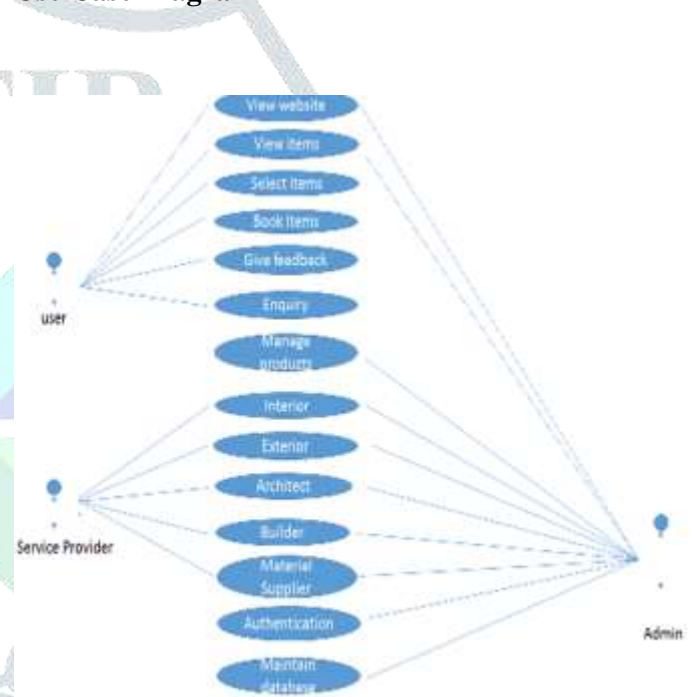 View website
View items
Select items
Book items
Give feedback
Enquiry
user
Manage
products
Interior
Exterior
Architect
Builder
Service Provider
Material
Supplier
Authentication
Admin
Maintain
database